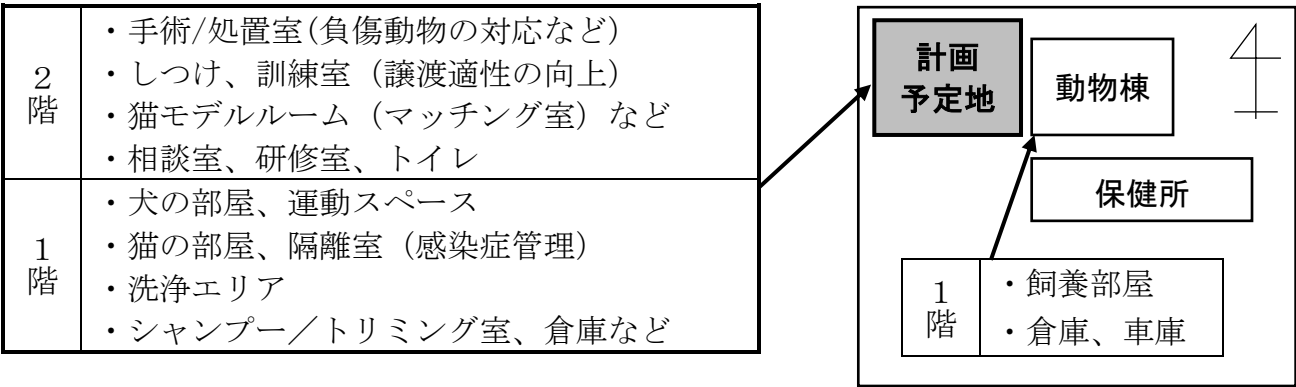 2
階
・手術/処置室(負傷動物の対応など)
・しつけ、訓練室（譲渡適性の向上）
・猫モデルルーム（マッチング室）など
・相談室、研修室、トイレ
1
階
・犬の部屋、運動スペース
・猫の部屋、隔離室（感染症管理）
・洗浄エリア
・シャンプー／トリミング室、倉庫など
計画
予定地
動物棟
保健所
1
階
・飼養部屋
・倉庫、車庫